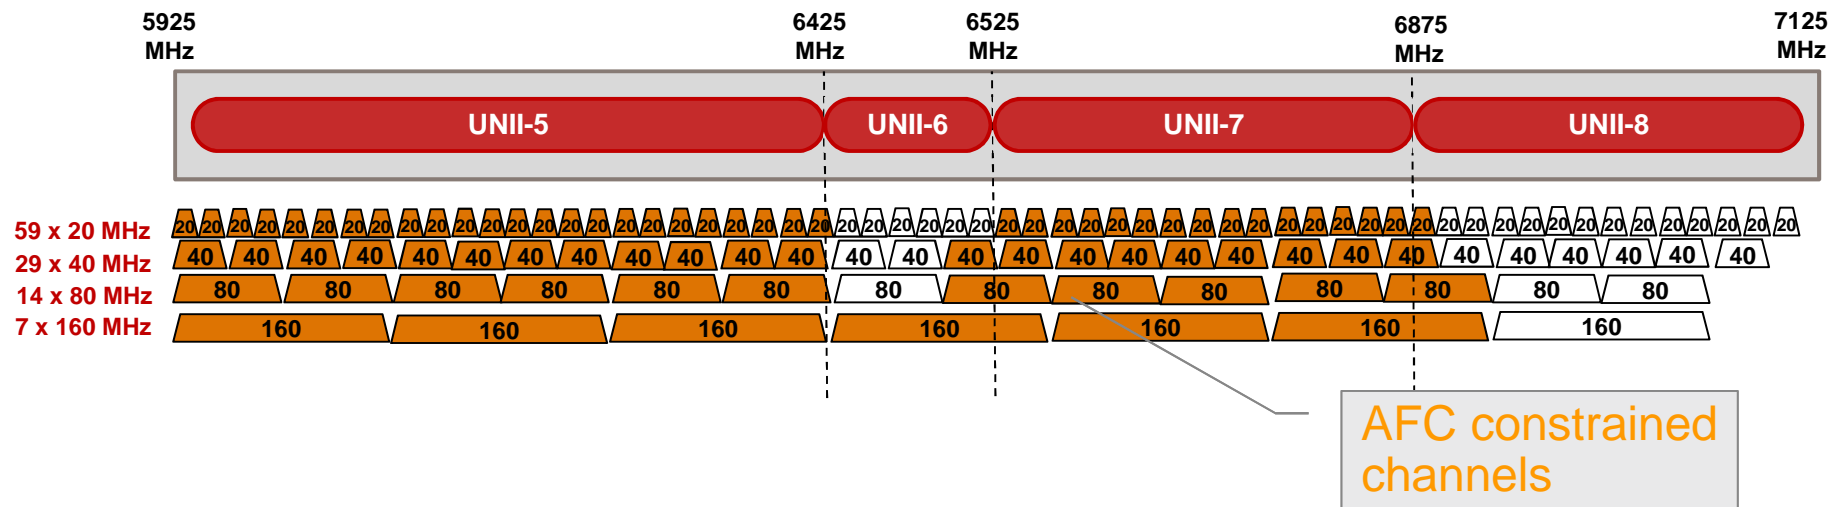 5925 MHz
6425 MHz
6525 MHz
6875 MHz
7125 MHz
UNII-5 UNII-6 UNII-7 UNII-8
59 x 20 MHz 20 20 20 20 20 20 20 20 20 20 20 20 20 20 20 20 20 20 20 20 20 20 20 20 20 20 20 20 20 20 20 20 20 20 20 20 20 20 20 20 20 20 20 20 20 20 20 20 20 20 20 20 20 20 20 20 20 20 20
29 x 40 MHz 40 40 40 40 40 40 40 40 40 40 40 40 40 40 40 40 40 40 40 40 40 40 40 40 40 40 40 40 40
14 x 80 MHz 80 80 80 80 80 80 80 80 80 80 80 80 80 80
7 x 160 MHz 160 160 160 160 160 160 160
AFC constrained
channels